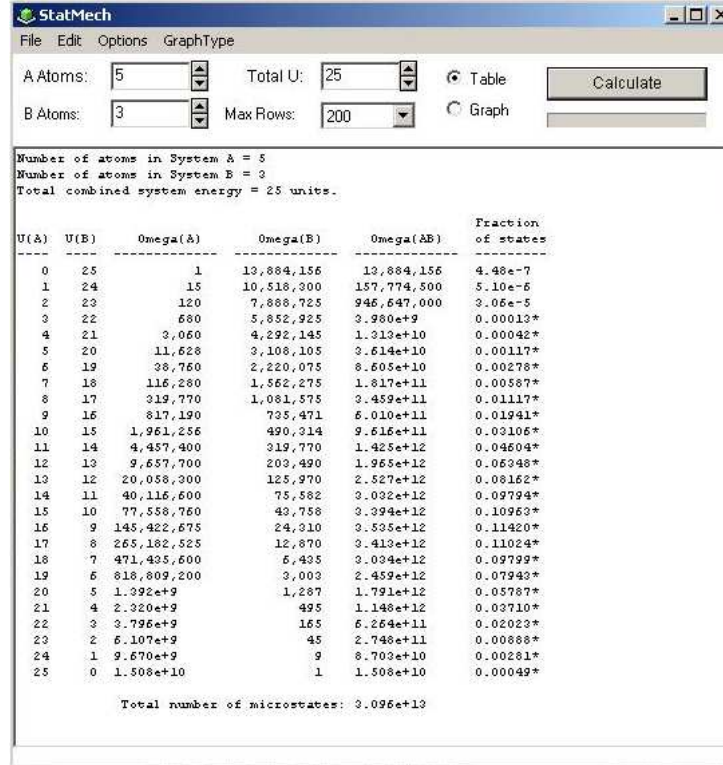 StatMech
File Edit Options GraphType
A Atoms: 5 Total U: 25 Table Calculate
B Atoms: 3 Max Rows: 200 Graph
Number of atoms in System A = 5
Number of atoms in System B = 3
Total combined system energy = 25 units.
Fraction
U(A) U(B) Omega(A) Omega(B) Omega(AB) of states
---- ---- ------------- ------------- ------------- ---------
0 25 1 13,884,156 13,884,156 4.48e-7
1 24 15 10,518,300 157,774,500 5.10e-6
2 23 120 7,888,725 946,647,000 3.06e-5
3 22 680 5,852,925 3.980e+9 0.00013*
4 21 3,060 4,292,145 1.313e+10 0.00042*
5 20 11,628 3,108,105 3.614e+10 0.00117*
6 19 38,760 2,220,075 8.605e+10 0.00278*
7 18 116,280 1,562,275 1.817e+11 0.00587*
8 17 319,770 1,081,575 3.459e+11 0.01117*
9 16 817,190 735,471 6.010e+11 0.01941*
10 15 1,961,256 490,314 9.616e+11 0.03106*
11 14 4,457,400 319,770 1.425e+12 0.04604*
12 13 9,657,700 203,490 1.965e+12 0.06348*
13 12 20,058,300 125,970 2.527e+12 0.08162*
14 11 40,116,600 75,582 3.032e+12 0.09794*
15 10 77,558,760 43,758 3.394e+12 0.10963*
16 9 145,422,675 24,310 3.535e+12 0.11420*
17 8 265,182,525 12,870 3.413e+12 0.11024*
18 7 471,435,600 6,435 3.034e+12 0.09799*
19 6 818,809,200 3,003 2.459e+12 0.07943*
20 5 1.392e+9 1,287 1.791e+12 0.05787*
21 4 2.320e+9 495 1.148e+12 0.03710*
22 3 3.796e+9 165 6.264e+11 0.02023*
23 2 6.107e+9 45 2.748e+11 0.00888*
24 1 9.670e+9 9 8.703e+10 0.00281*
25 0 1.508e+10 1 1.508e+10 0.00049*
Total number of microstates: 3.096e+13